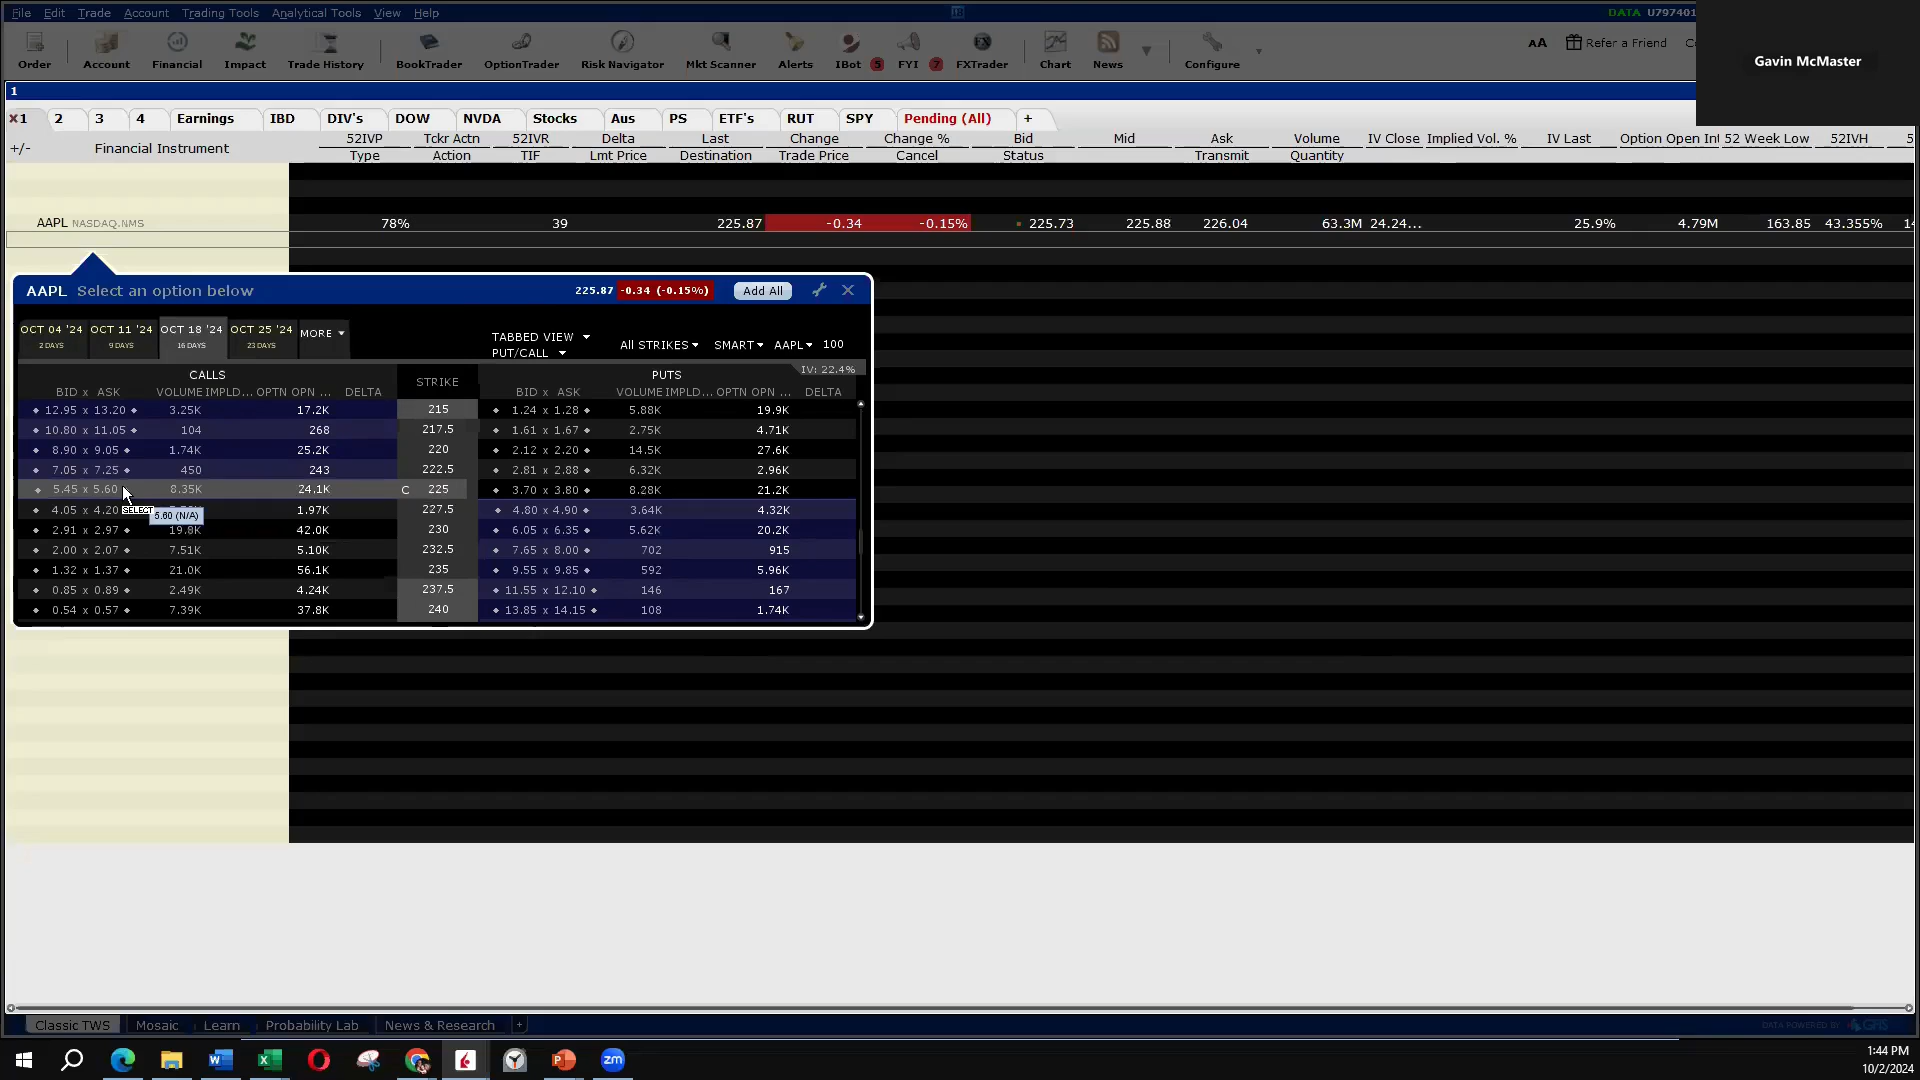 File Edit Trade Account Trading Tools Analytical Tools View Help
DATA U797401
Order Account Financial Impact Trade History BookTrader OptionTrader Risk Navigator Mkt Scanner Alerts IBot 5 FYI 7 FXTrader Chart News Configure
AA Refer a Friend
Gavin McMaster
1
1 2 3 4 Earnings IBD DIV's DOW NVDA Stocks Aus PS ETF's RUT SPY Pending (All) +
52IVP Tckr Actn 52IVR Delta Last Change Change % Bid Mid Ask Volume IV Close Implied Vol. % IV Last Option Open Int 52 Week Low 52IVH 5
+/- Financial Instrument
Type Action TIF Lmt Price Destination Trade Price Cancel Status Transmit Quantity
AAPL NASDAQ.NMS 78% 39 225.87 -0.34 -0.15% 225.73 225.88 226.04 63.3M 24.24... 25.9% 4.79M 163.85 43.355% 14
AAPL Select an option below 225.87 -0.34 (-0.15%) Add All
OCT 04 '24 OCT 11 '24 OCT 18 '24 OCT 25 '24 MORE
2 DAYS 9 DAYS 16 DAYS 23 DAYS
TABBED VIEW
PUT/CALL
All STRIKES SMART AAPL 100
IV: 22.4%
CALLS STRIKE PUTS
BID x ASK VOLUME IMPLD... OPTN OPN ... DELTA BID x ASK VOLUME IMPLD... OPTN OPN ... DELTA
12.95 x 13.20 3.25K 17.2K 215 1.24 x 1.28 5.88K 19.9K
10.80 x 11.05 104 268 217.5 1.61 x 1.67 2.75K 4.71K
8.90 x 9.05 1.74K 25.2K 220 2.12 x 2.20 14.5K 27.6K
7.05 x 7.25 450 243 222.5 2.81 x 2.88 6.32K 2.96K
5.45 x 5.60 8.35K 24.1K C 225 3.70 x 3.80 8.28K 21.2K
4.05 x 4.20 1.97K 227.5 4.80 x 4.90 3.64K 4.32K
SELECT
5.60 (N/A)
2.91 x 2.97 19.8K 42.0K 230 6.05 x 6.35 5.62K 20.2K
2.00 x 2.07 7.51K 5.10K 232.5 7.65 x 8.00 702 915
1.32 x 1.37 21.0K 56.1K 235 9.55 x 9.85 592 5.96K
0.85 x 0.89 2.49K 4.24K 237.5 11.55 x 12.10 146 167
0.54 x 0.57 7.39K 37.8K 240 13.85 x 14.15 108 1.74K
Classic TWS Mosaic Learn Probability Lab News & Research +
DATA POWERED BY
zm
1:44 PM
10/2/2024